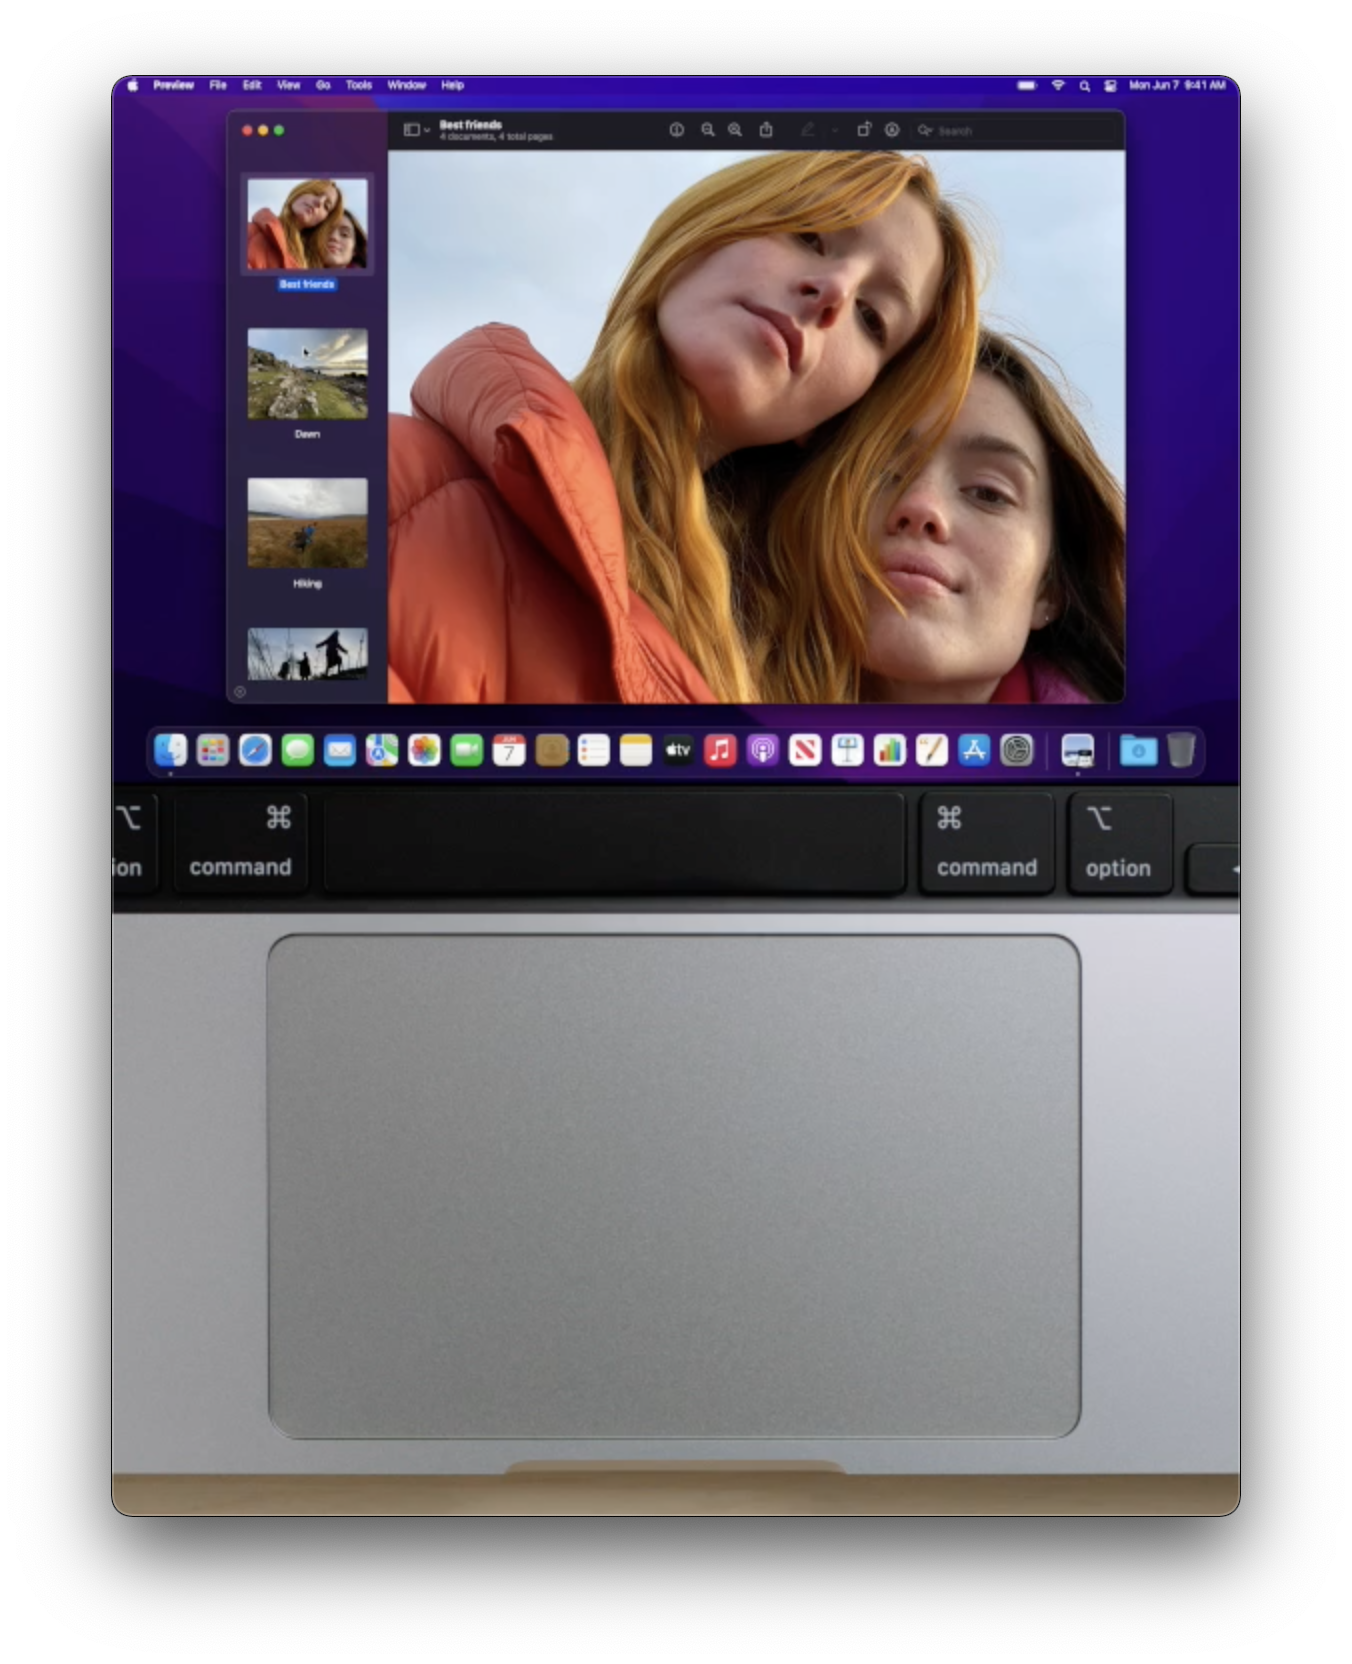 Preview File Edit View Go Tools Window Help Mon Jun 7 9:41 AM
Best friends
4 documents, 4 total pages
Search
Best friends
Dawn
Hiking
JUN
7
tv
command
command
option
ion